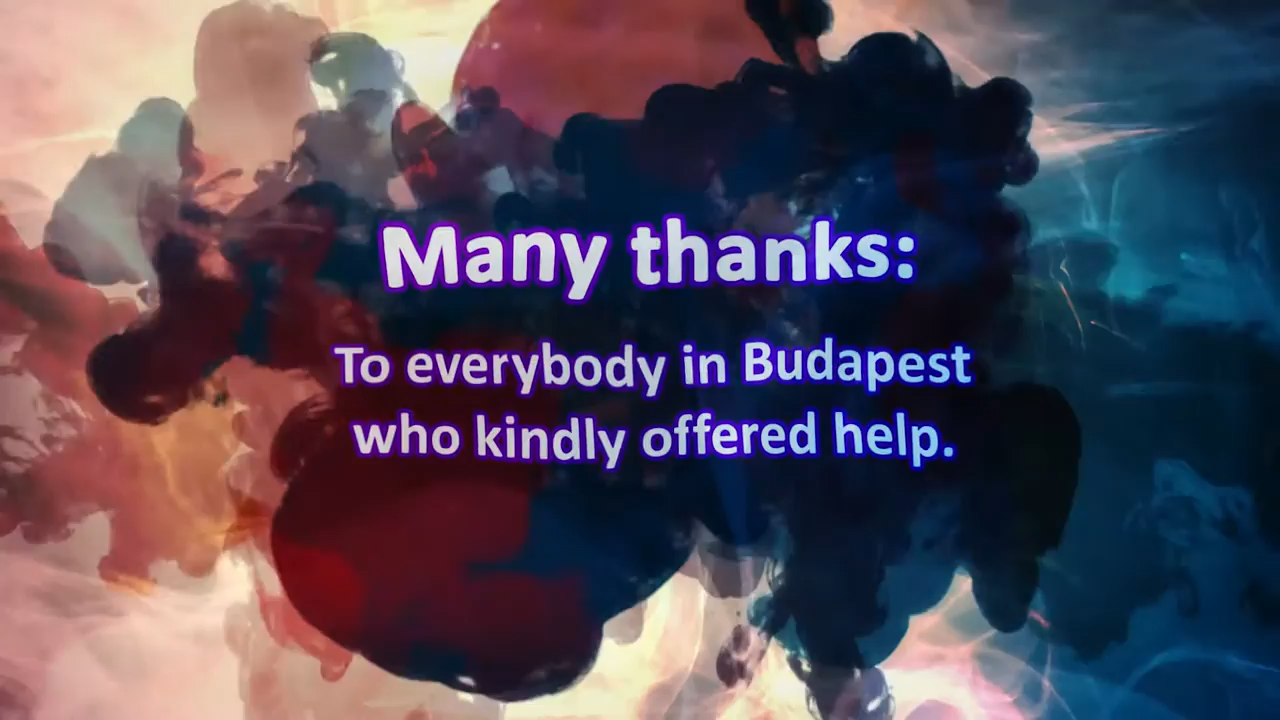 Many thanks:
To everybody in Budapest
who kindly offered help.